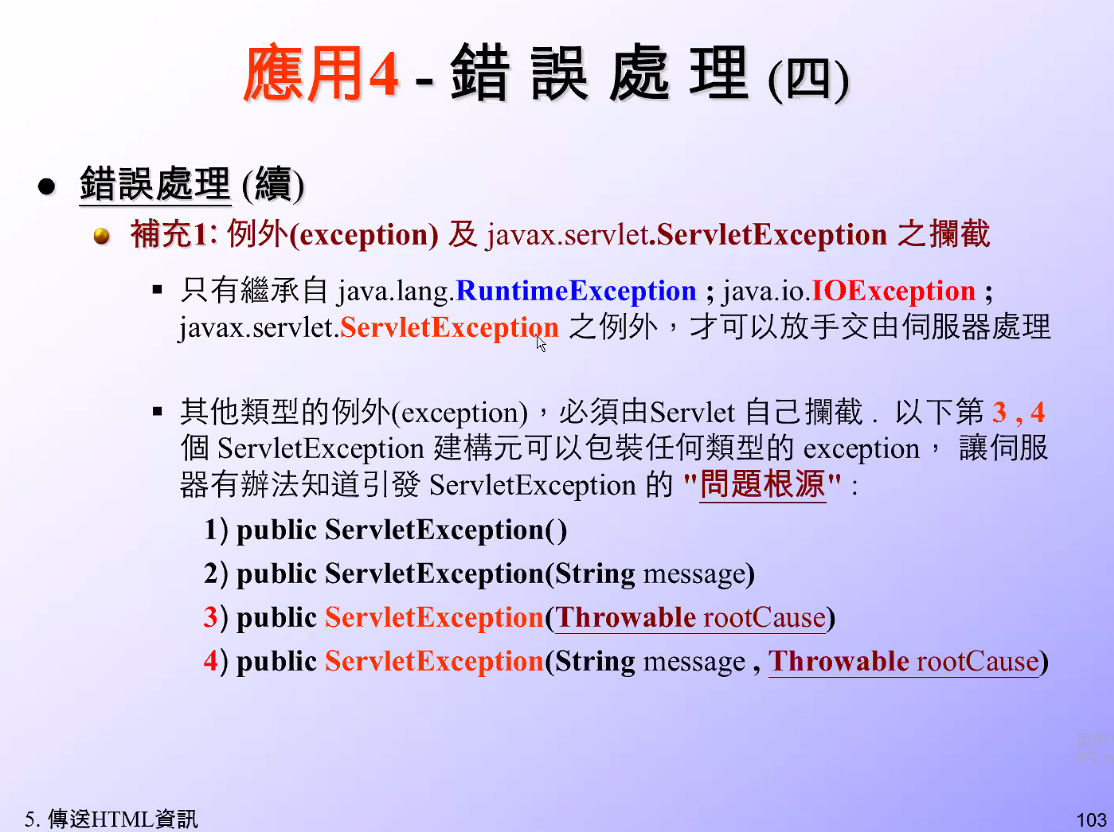 應用4 - 錯 誤 處 理 (四)
● 錯誤處理 (續)
補充1: 例外(exception) 及 javax.servlet.ServletException 之攔截
▪ 只有繼承自 java.lang.RuntimeException ; java.io.IOException ;
javax.servlet.ServletException 之例外，才可以放手交由伺服器處理
▪ 其他類型的例外(exception)，必須由Servlet 自己攔截 . 以下第 3 , 4
個 ServletException 建構元可以包裝任何類型的 exception， 讓伺服
器有辦法知道引發 ServletException 的 "問題根源" :
1) public ServletException()
2) public ServletException(String message)
3) public ServletException(Throwable rootCause)
4) public ServletException(String message , Throwable rootCause)
5. 傳送HTML資訊
103